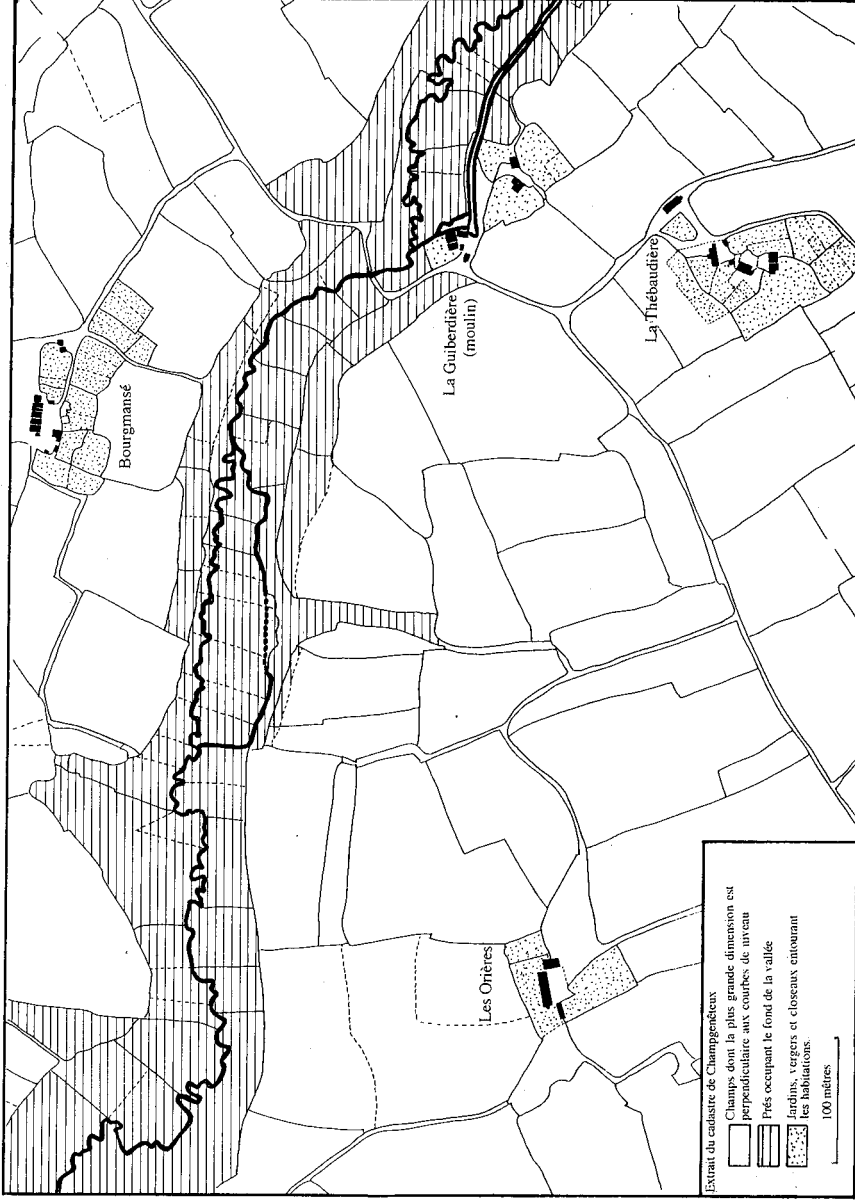 Bourgmansé
La Guiberdière
(moulin)
La Thébaudière
Les Orières
Extrait du cadastre de Champgenéteux
Champs dont la plus grande dimension est
perpendiculaire aux courbes de niveau
Prés occupant le fond de la vallée
Jardins, vergers et closeaux entourant
les habitations.
100 mètres